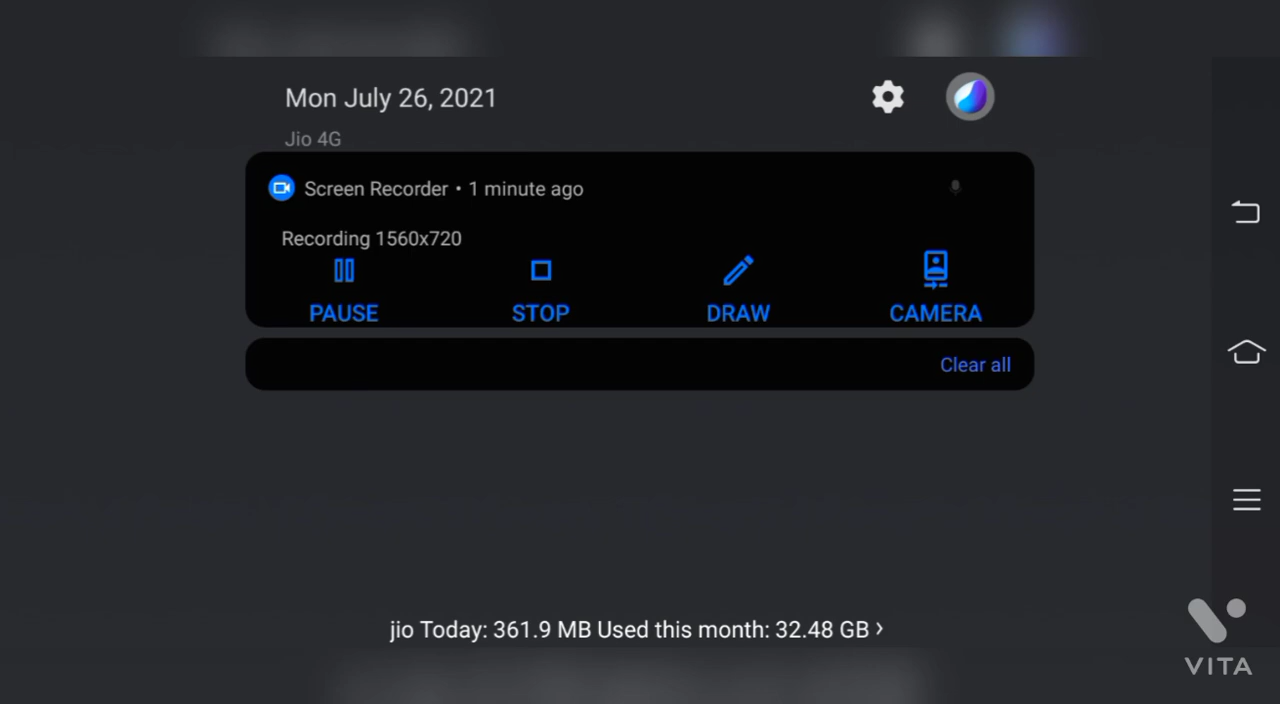 Mon July 26, 2021
Jio 4G
Screen Recorder • 1 minute ago
Recording 1560x720
PAUSE STOP DRAW CAMERA
Clear all
jio Today: 361.9 MB Used this month: 32.48 GB ›
VITA